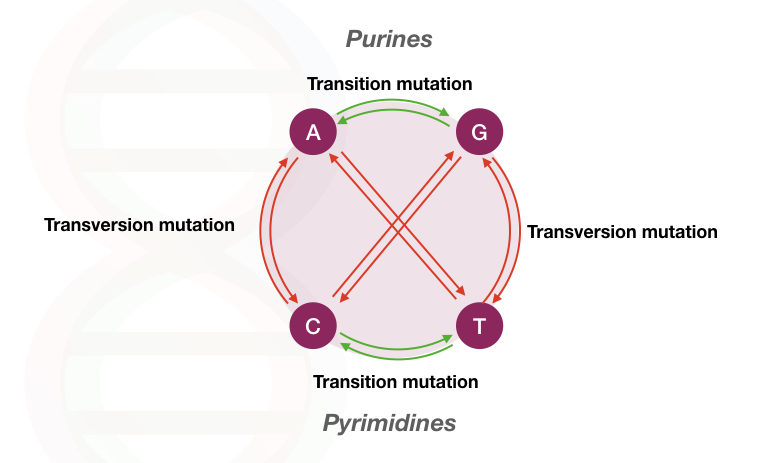 Purines
Transition mutation
A
G
Transversion mutation
Transversion mutation
C
T
Transition mutation
Pyrimidines